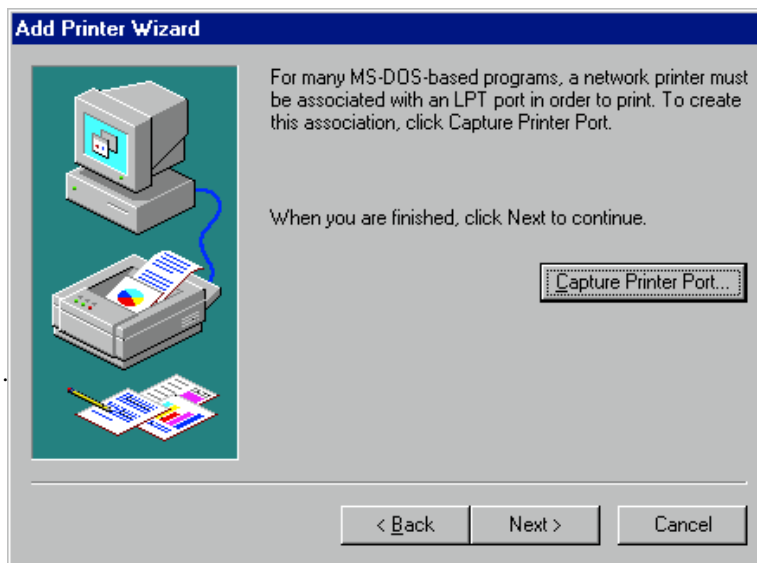 Add Printer Wizard
For many MS-DOS-based programs, a network printer must
be associated with an LPT port in order to print. To create
this association, click Capture Printer Port.
When you are finished, click Next to continue.
Capture Printer Port...
< Back Next > Cancel